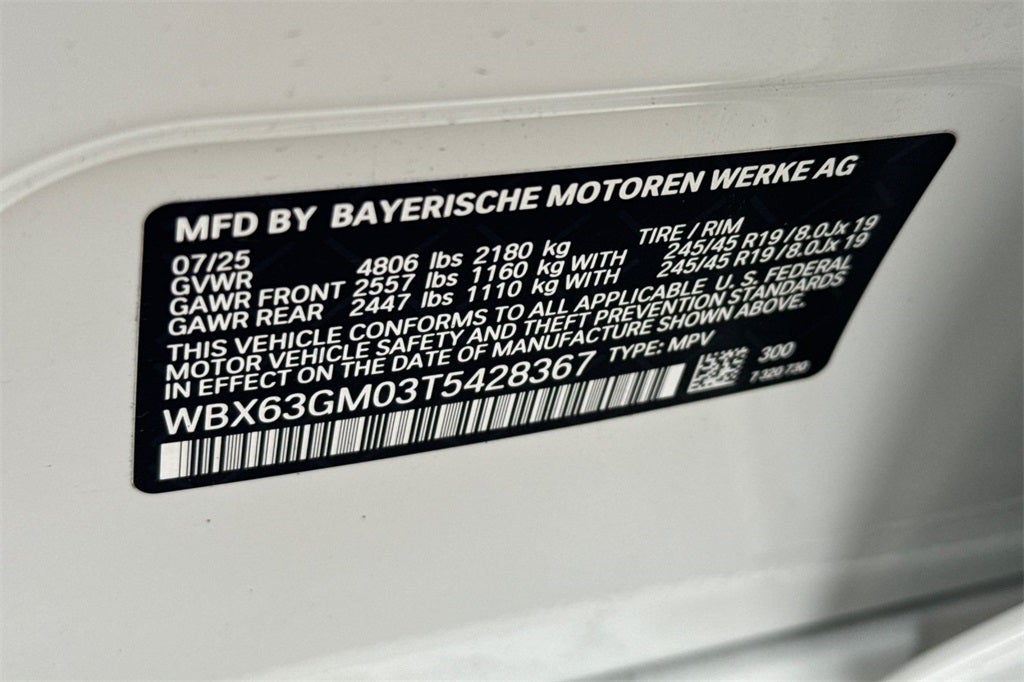 MFD BY BAYERISCHE MOTOREN WERKE AG
07/25 TIRE / RIM
GVWR 4806 lbs 2180 kg
GAWR FRONT 2557 lbs 1160 kg WITH 245/45 R19/8.0Jx19
GAWR REAR 2447 lbs 1110 kg WITH 245/45 R19/8.0Jx19
THIS VEHICLE CONFORMS TO ALL APPLICABLE U. S. FEDERAL
MOTOR VEHICLE SAFETY AND THEFT PREVENTION STANDARDS
IN EFFECT ON THE DATE OF MANUFACTURE SHOWN ABOVE.
WBX63GM03T5428367 TYPE: MPV
300
7 320 730